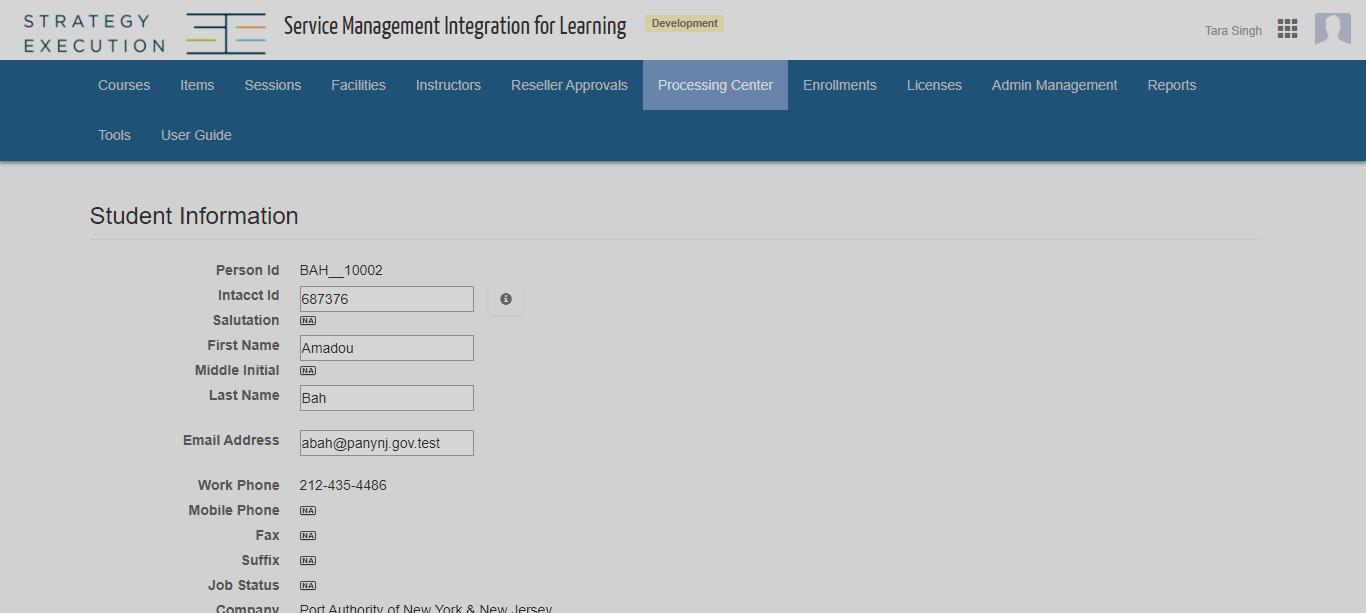 STRATEGY
EXECUTION
Service Management Integration for Learning
Development
Tara Singh
Courses Items Sessions Facilities Instructors Reseller Approvals Processing Center Enrollments Licenses Admin Management Reports
Tools User Guide
Student Information
Person Id BAH__10002
Intacct Id 687376
Salutation NA
First Name Amadou
Middle Initial NA
Last Name Bah
Email Address abah@panynj.gov.test
Work Phone 212-435-4486
Mobile Phone NA
Fax NA
Suffix NA
Job Status NA
Company Port Authority of New York & New Jersey